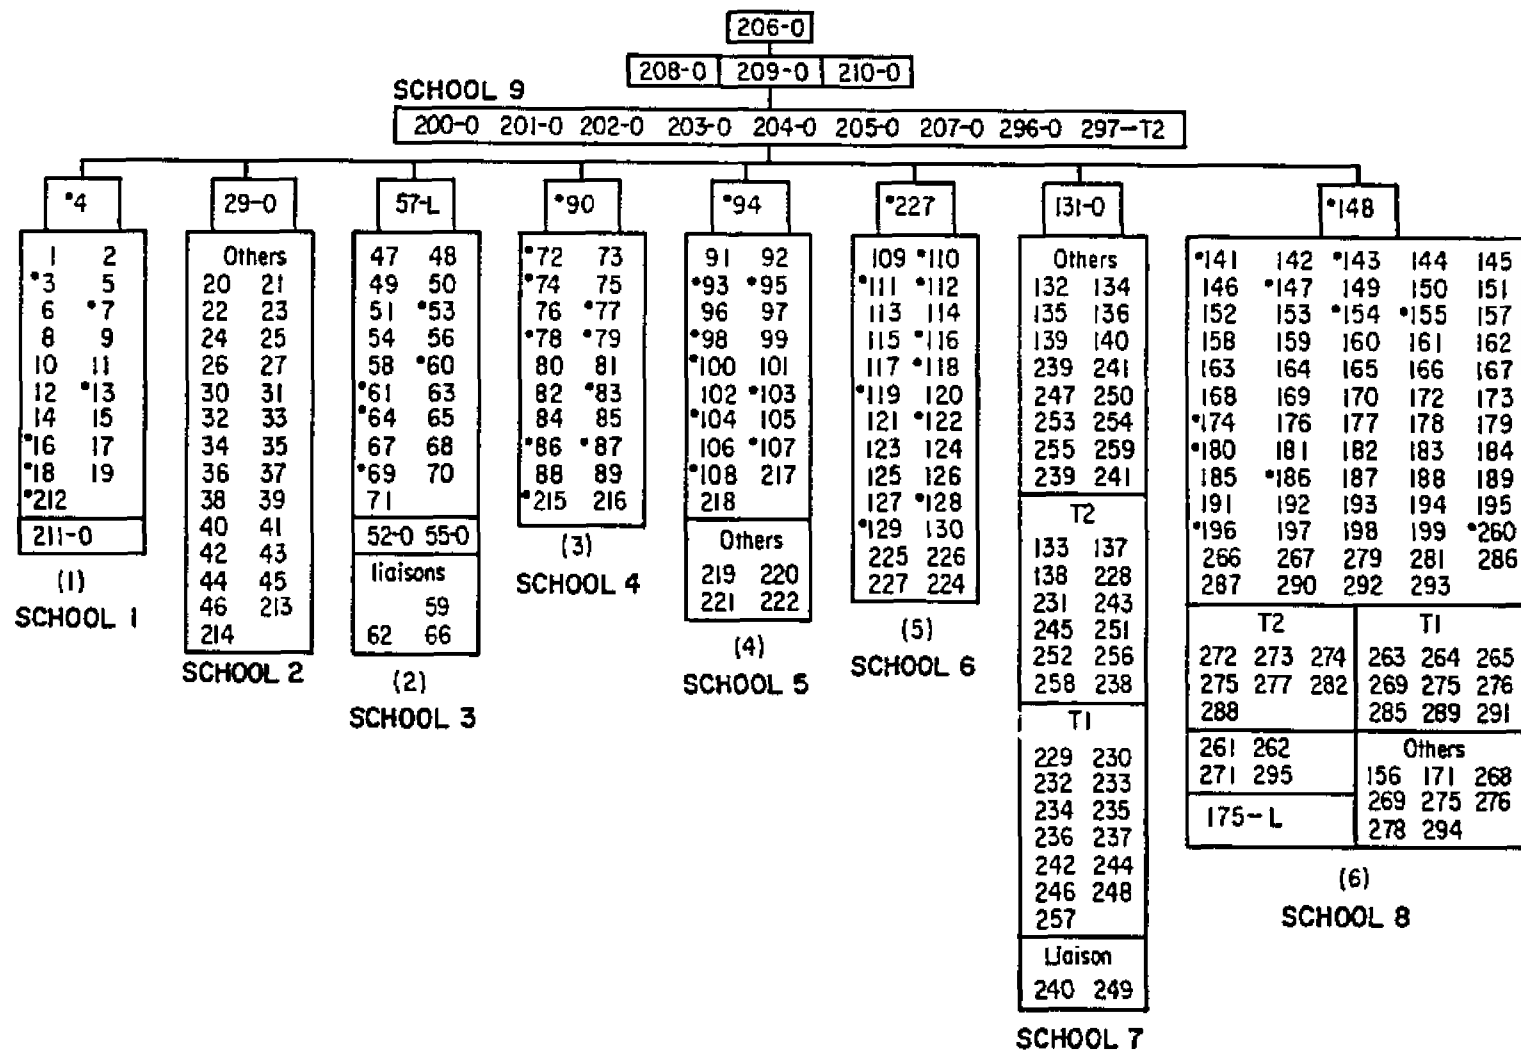 206-0
208-0 209-0 210-0
SCHOOL 9
200-0 201-0 202-0 203-0 204-0 205-0 207-0 296-0 297-T2
•4
1 2
•3 5
6 •7
8 9
10 11
12 •13
14 15
•16 17
•18 19
•212
211-0
(1)
SCHOOL 1
29-0
Others
20 21
22 23
24 25
26 27
30 31
32 33
34 35
36 37
38 39
40 41
42 43
44 45
46 213
214
SCHOOL 2
57-L
47 48
49 50
51 •53
54 56
58 •60
•61 63
•64 65
67 68
•69 70
71
52-0 55-0
liaisons
59
62 66
(2)
SCHOOL 3
•90
•72 73
•74 75
76 •77
•78 •79
80 81
82 •83
84 85
•86 •87
88 89
•215 216
(3)
SCHOOL 4
•94
91 92
•93 •95
96 97
•98 99
•100 101
102 •103
•104 105
106 •107
•108 217
218
Others
219 220
221 222
(4)
SCHOOL 5
•227
109 •110
•111 •112
113 114
115 •116
117 •118
•119 120
121 •122
123 124
125 126
127 •128
•129 130
225 226
227 224
(5)
SCHOOL 6
131-0
Others
132 134
135 136
139 140
239 241
247 250
253 254
255 259
239 241
T2
133 137
138 228
231 243
245 251
252 256
258 238
T1
229 230
232 233
234 235
236 237
242 244
246 248
257
Liaison
240 249
SCHOOL 7
•148
•141 142 •143 144 145
146 •147 149 150 151
152 153 •154 •155 157
158 159 160 161 162
163 164 165 166 167
168 169 170 172 173
•174 176 177 178 179
•180 181 182 183 184
185 •186 187 188 189
191 192 193 194 195
•196 197 198 199 •260
266 267 279 281 286
287 290 292 293
T2
272 273 274
275 277 282
288
T1
263 264 265
269 275 276
285 289 291
261 262
271 295
175-L
Others
156 171 268
269 275 276
278 294
(6)
SCHOOL 8